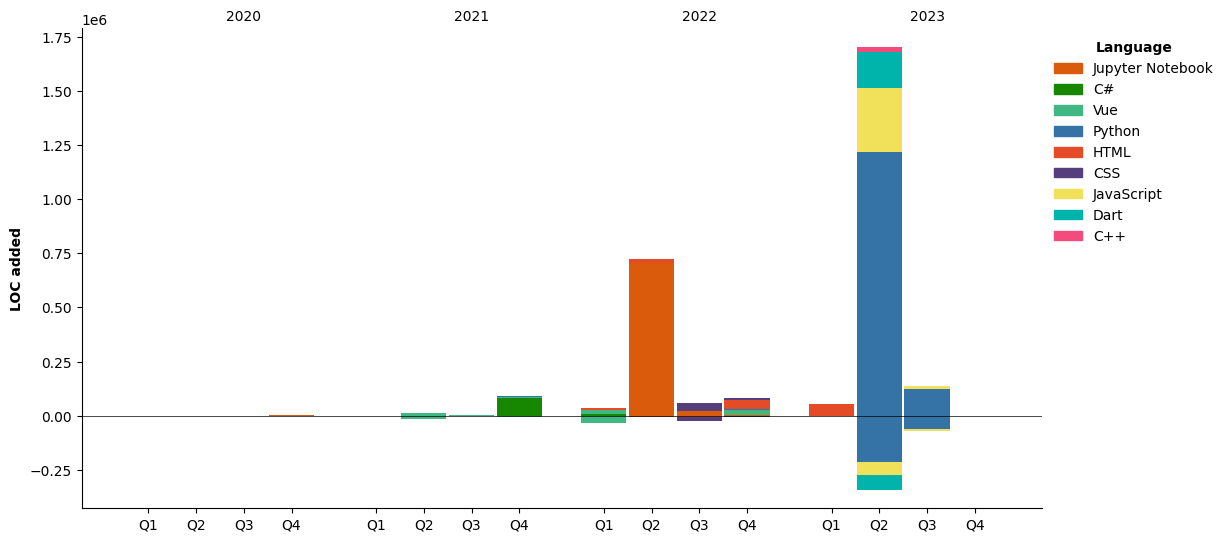 1e6
2020 2021 2022 2023
1.75
1.50
1.25
1.00
0.75
0.50
0.25
0.00
−0.25
LOC added
Q1 Q2 Q3 Q4 Q1 Q2 Q3 Q4 Q1 Q2 Q3 Q4 Q1 Q2 Q3 Q4
Language
Jupyter Notebook
C#
Vue
Python
HTML
CSS
JavaScript
Dart
C++